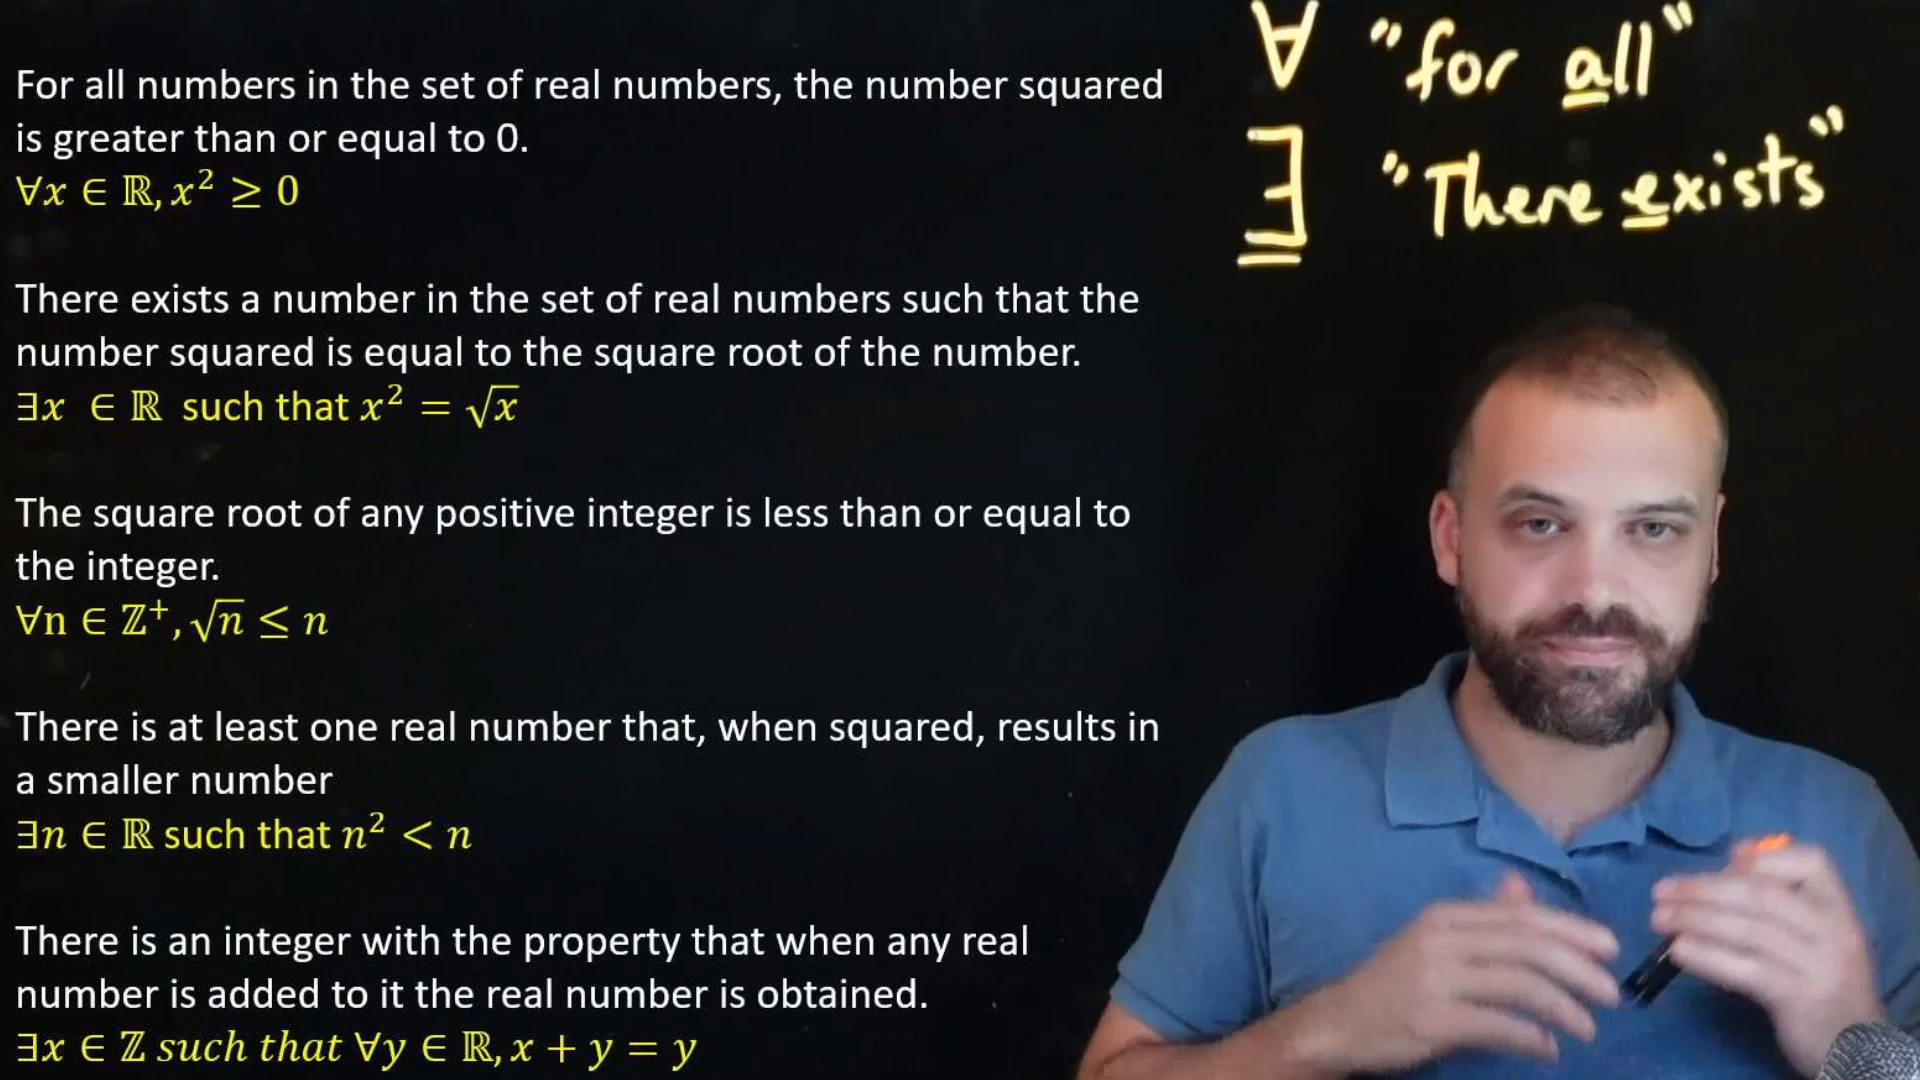 For all numbers in the set of real numbers, the number squared
is greater than or equal to 0.
∀x ∈ ℝ, x² ≥ 0
There exists a number in the set of real numbers such that the
number squared is equal to the square root of the number.
∃x ∈ ℝ such that x² = √x
The square root of any positive integer is less than or equal to
the integer.
∀n ∈ ℤ⁺, √n ≤ n
There is at least one real number that, when squared, results in
a smaller number
∃n ∈ ℝ such that n² < n
There is an integer with the property that when any real
number is added to it the real number is obtained.
∃x ∈ ℤ such that ∀y ∈ ℝ, x + y = y
∀ "for all"
∃ "There exists"